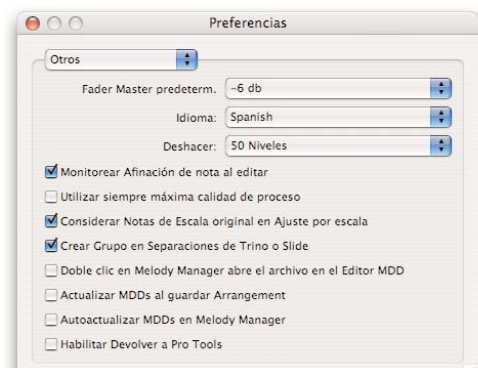 Preferencias
Otros
Fader Master predeterm. -6 db
Idioma: Spanish
Deshacer: 50 Niveles
Monitorear Afinación de nota al editar
Utilizar siempre máxima calidad de proceso
Considerar Notas de Escala original en Ajuste por escala
Crear Grupo en Separaciones de Trino o Slide
Doble clic en Melody Manager abre el archivo en el Editor MDD
Actualizar MDDs al guardar Arrangement
Autoactualizar MDDs en Melody Manager
Habilitar Devolver a Pro Tools